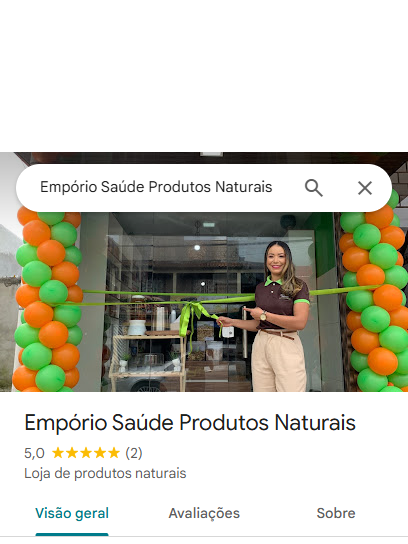 Empório Saúde Produtos Naturais
Empório Saúde Produtos Naturais
5,0 (2)
Loja de produtos naturais
Visão geral Avaliações Sobre